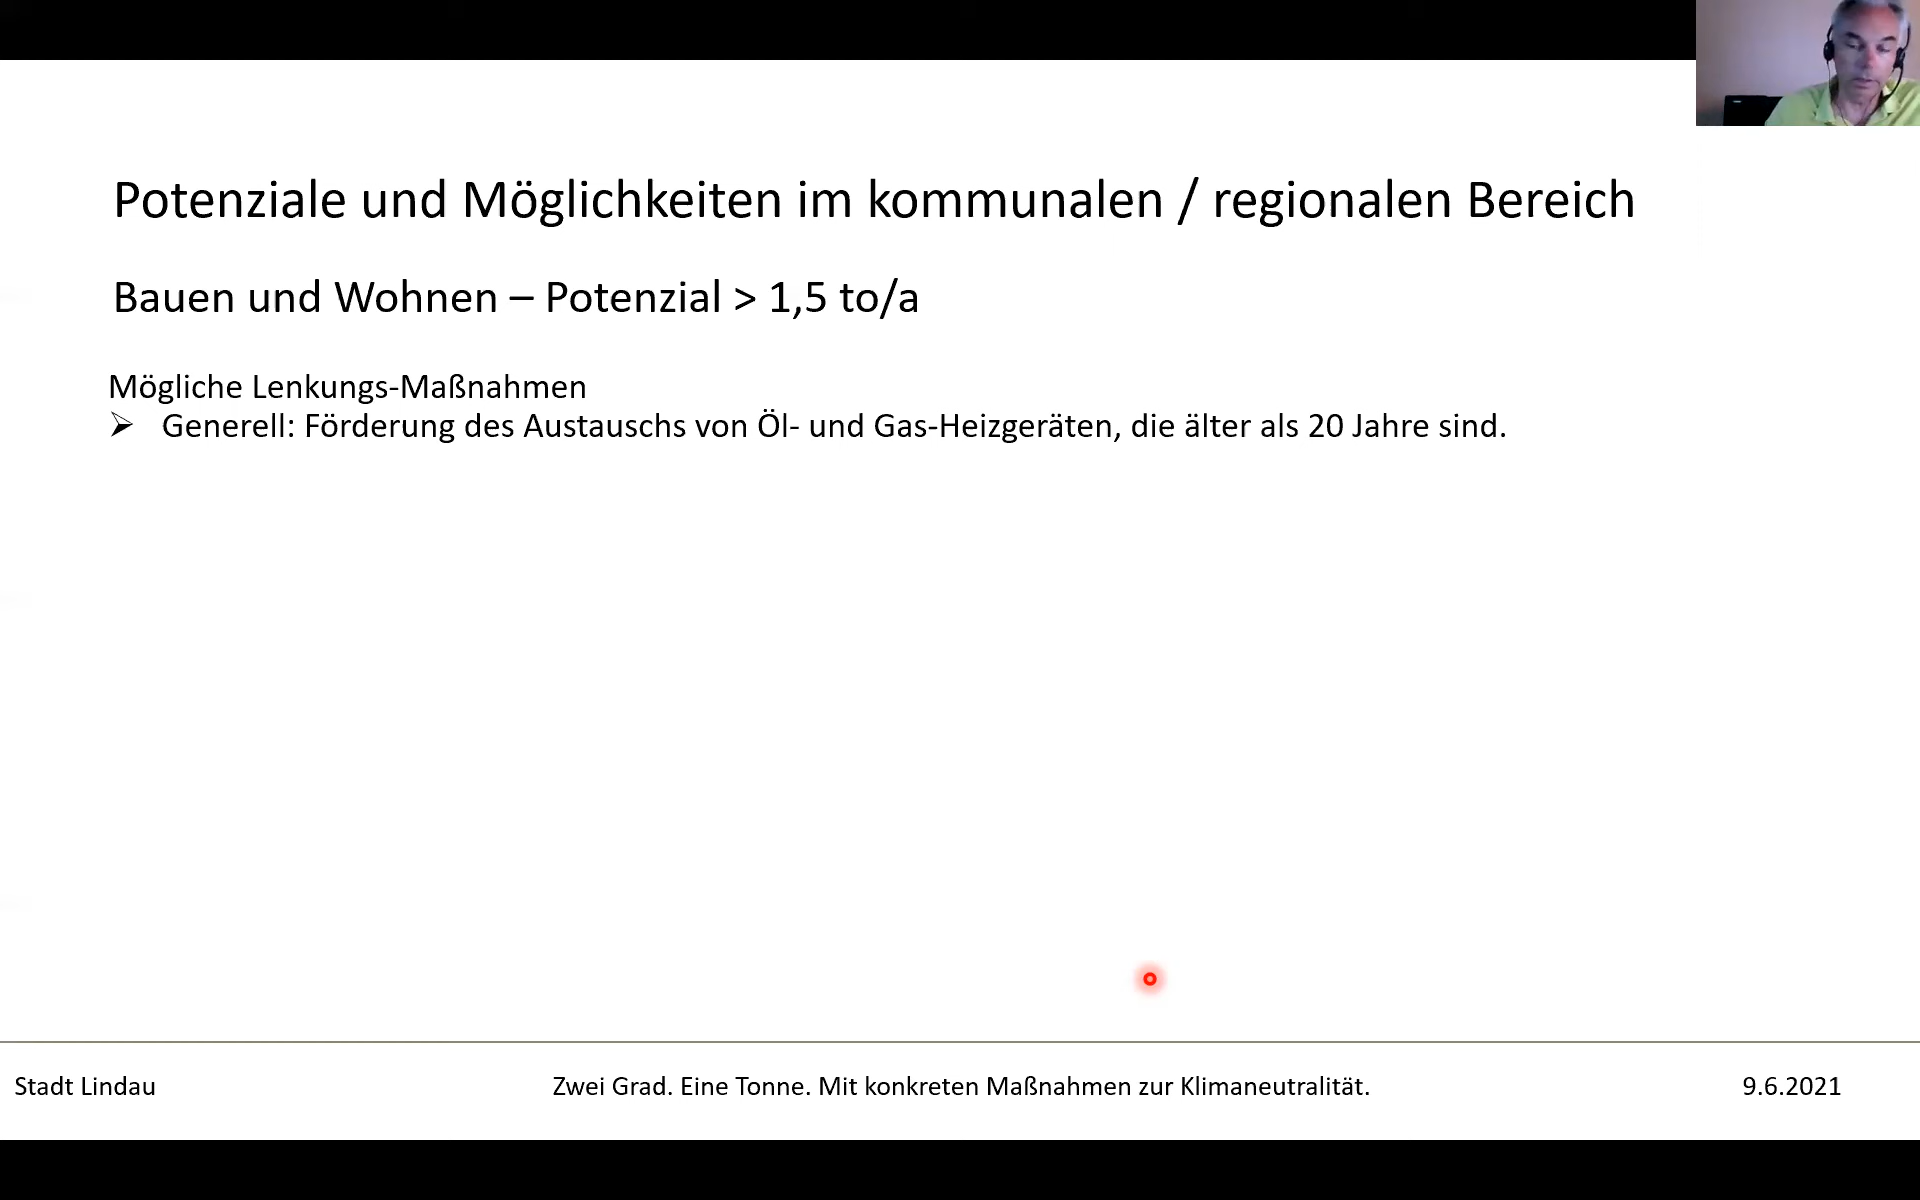 Potenziale und Möglichkeiten im kommunalen / regionalen Bereich
Bauen und Wohnen – Potenzial > 1,5 to/a
Mögliche Lenkungs-Maßnahmen
➢ Generell: Förderung des Austauschs von Öl- und Gas-Heizgeräten, die älter als 20 Jahre sind.
Stadt Lindau
Zwei Grad. Eine Tonne. Mit konkreten Maßnahmen zur Klimaneutralität.
9.6.2021